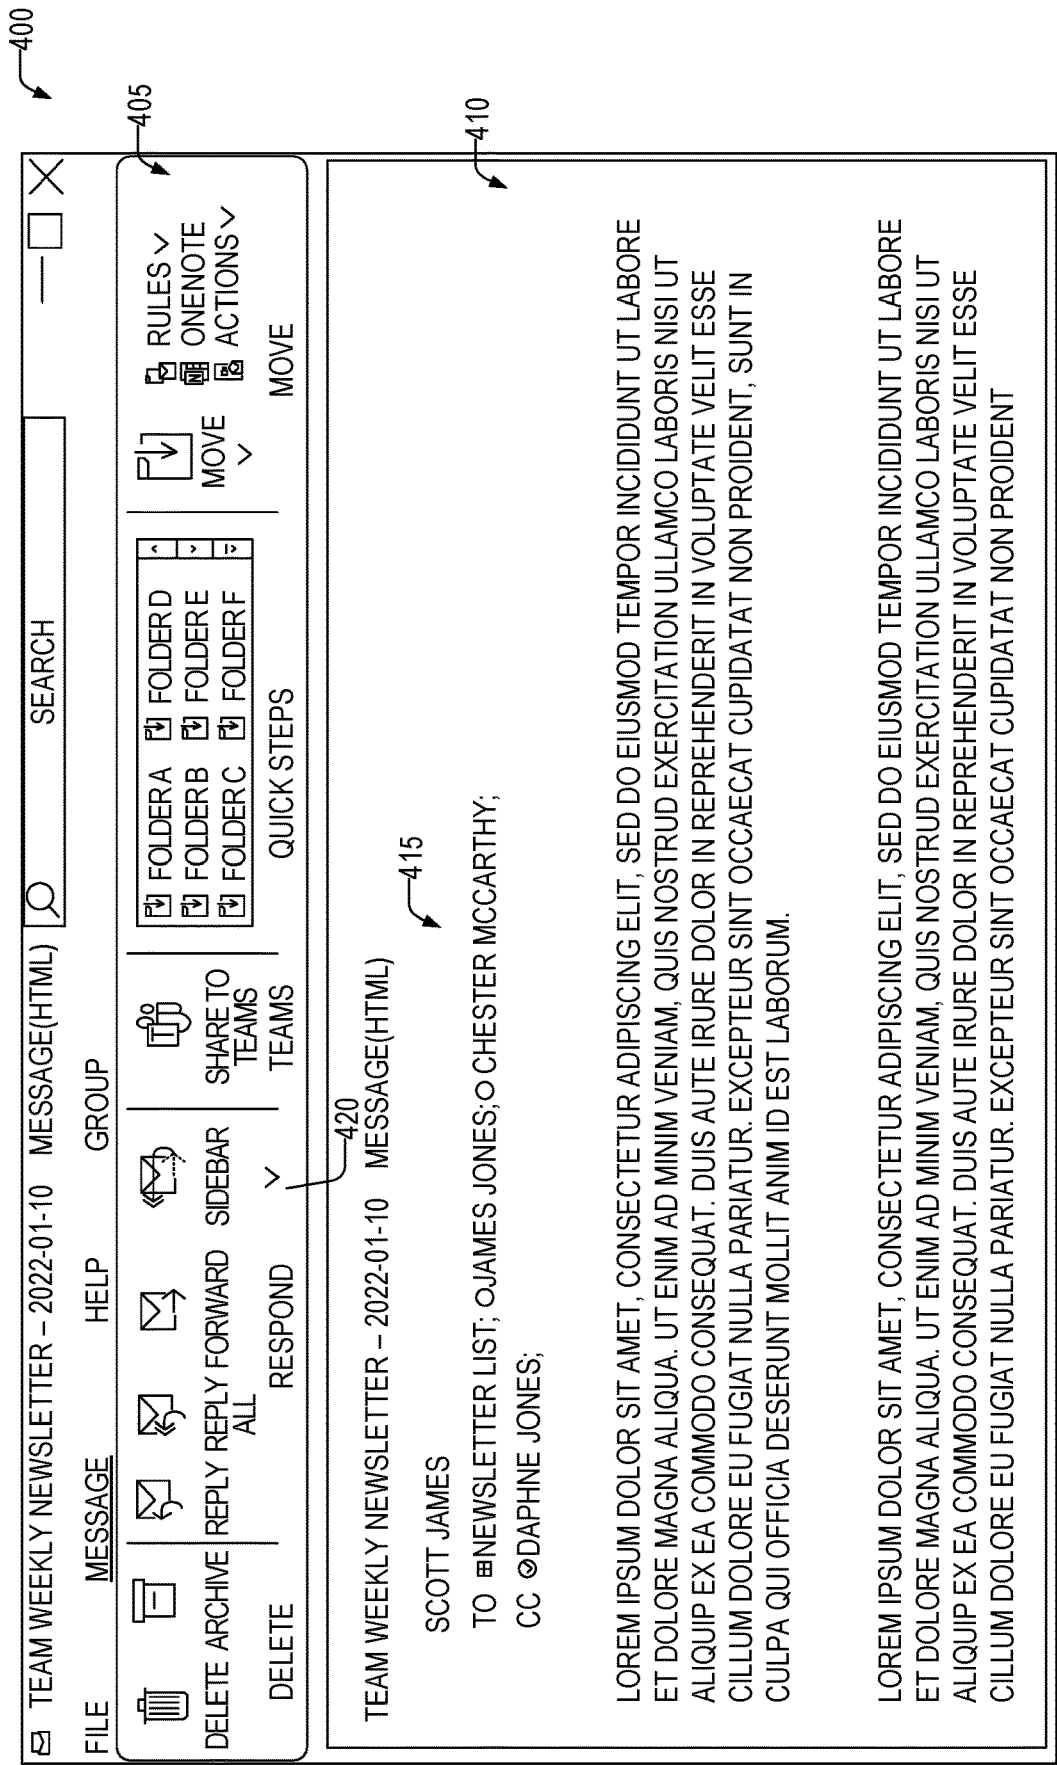 400
TEAM WEEKLY NEWSLETTER – 2022-01-10 MESSAGE(HTML) SEARCH
FILE MESSAGE HELP GROUP
405
DELETE ARCHIVE REPLY REPLY ALL FORWARD SIDEBAR
SHARE TO TEAMS
FOLDER A FOLDER D
FOLDER B FOLDER E
FOLDER C FOLDER F
MOVE
RULES
N ONENOTE
ACTIONS
DELETE RESPOND TEAMS QUICK STEPS MOVE
420
410
TEAM WEEKLY NEWSLETTER – 2022-01-10 MESSAGE(HTML)
415
SCOTT JAMES
TO NEWSLETTER LIST; JAMES JONES; CHESTER MCCARTHY;
CC DAPHNE JONES;
LOREM IPSUM DOLOR SIT AMET, CONSECTETUR ADIPISCING ELIT, SED DO EIUSMOD TEMPOR INCIDIDUNT UT LABORE
ET DOLORE MAGNA ALIQUA. UT ENIM AD MINIM VENIAM, QUIS NOSTRUD EXERCITATION ULLAMCO LABORIS NISI UT
ALIQUIP EX EA COMMODO CONSEQUAT. DUIS AUTE IRURE DOLOR IN REPREHENDERIT IN VOLUPTATE VELIT ESSE
CILLUM DOLORE EU FUGIAT NULLA PARIATUR. EXCEPTEUR SINT OCCAECAT CUPIDATAT NON PROIDENT, SUNT IN
CULPA QUI OFFICIA DESERUNT MOLLIT ANIM ID EST LABORUM.
LOREM IPSUM DOLOR SIT AMET, CONSECTETUR ADIPISCING ELIT, SED DO EIUSMOD TEMPOR INCIDIDUNT UT LABORE
ET DOLORE MAGNA ALIQUA. UT ENIM AD MINIM VENIAM, QUIS NOSTRUD EXERCITATION ULLAMCO LABORIS NISI UT
ALIQUIP EX EA COMMODO CONSEQUAT. DUIS AUTE IRURE DOLOR IN REPREHENDERIT IN VOLUPTATE VELIT ESSE
CILLUM DOLORE EU FUGIAT NULLA PARIATUR. EXCEPTEUR SINT OCCAECAT CUPIDATAT NON PROIDENT